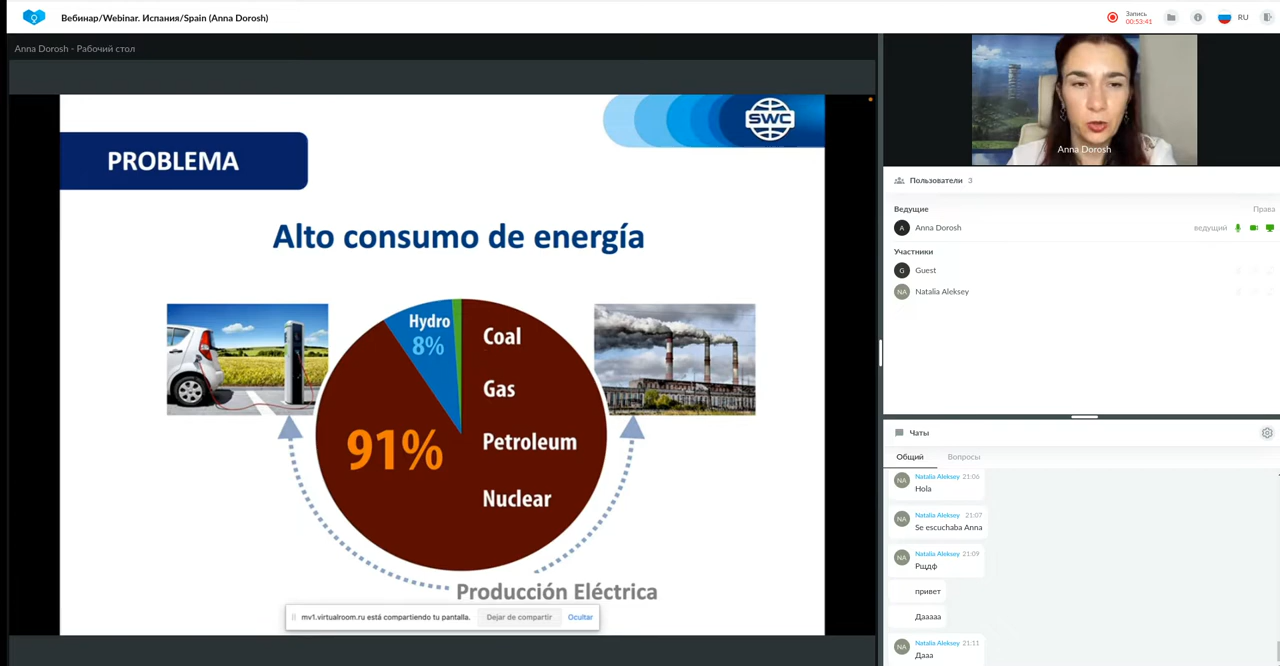 Вебинар/Webinar. Испания/Spain (Anna Dorosh)
Запись
00:53:41
RU
Anna Dorosh - Рабочий стол
SWC
PROBLEMA
Alto consumo de energía
Hydro
8%
91%
Coal
Gas
Petroleum
Nuclear
Producción Eléctrica
mv1.virtualroom.ru está compartiendo tu pantalla.
Dejar de compartir
Ocultar
Anna Dorosh
Пользователи 3
Ведущие
Права
A
Anna Dorosh
ведущий
Участники
G
Guest
NA
Natalia Aleksey
Чаты
Общий
Вопросы
NA
Natalia Aleksey 21:06
Hola
NA
Natalia Aleksey 21:07
Se escuchaba Anna
NA
Natalia Aleksey 21:09
Рщдф
привет
Дааааа
NA
Natalia Aleksey 21:11
Дааа